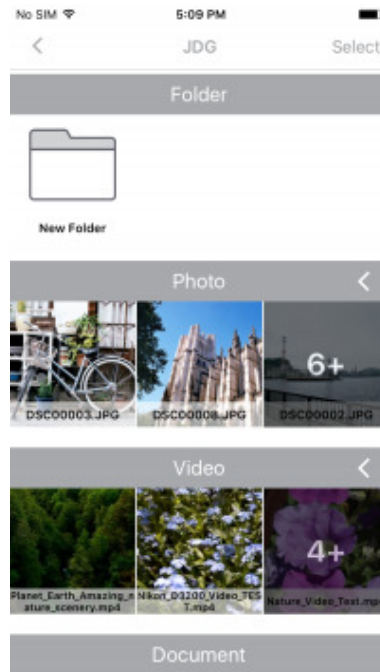 No SIM 5:09 PM
JDG Select
Folder
New Folder
Photo
6+
DSC00003.JPG DSC00008.JPG DSC00002.JPG
Video
4+
Planet_Earth_Amazing_n Nikon_D3200_Video_TES Nature_Video_Test.mp
ature_scenery.mp4 T.mp4
Document